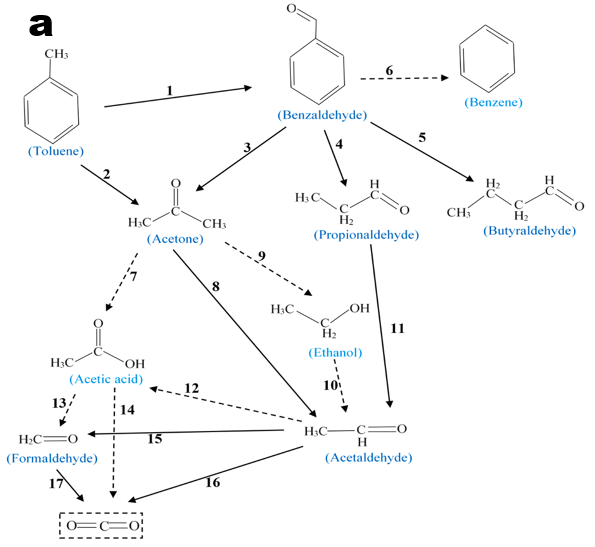 a
O
CH3
1
6
(Benzene)
(Benzaldehyde)
(Toluene)
2
3
4
5
O
H3C
CH3
(Acetone)
H3C
C
H2
H
C
O
(Propionaldehyde)
H2
C
CH3
C
H2
H
C
O
(Butyraldehyde)
7
8
9
H3C
C
H2
OH
(Ethanol)
10
11
O
C
H3C
OH
(Acetic acid)
12
13
14
H2C
O
(Formaldehyde)
15
H3C
C
H
O
(Acetaldehyde)
16
17
O C O